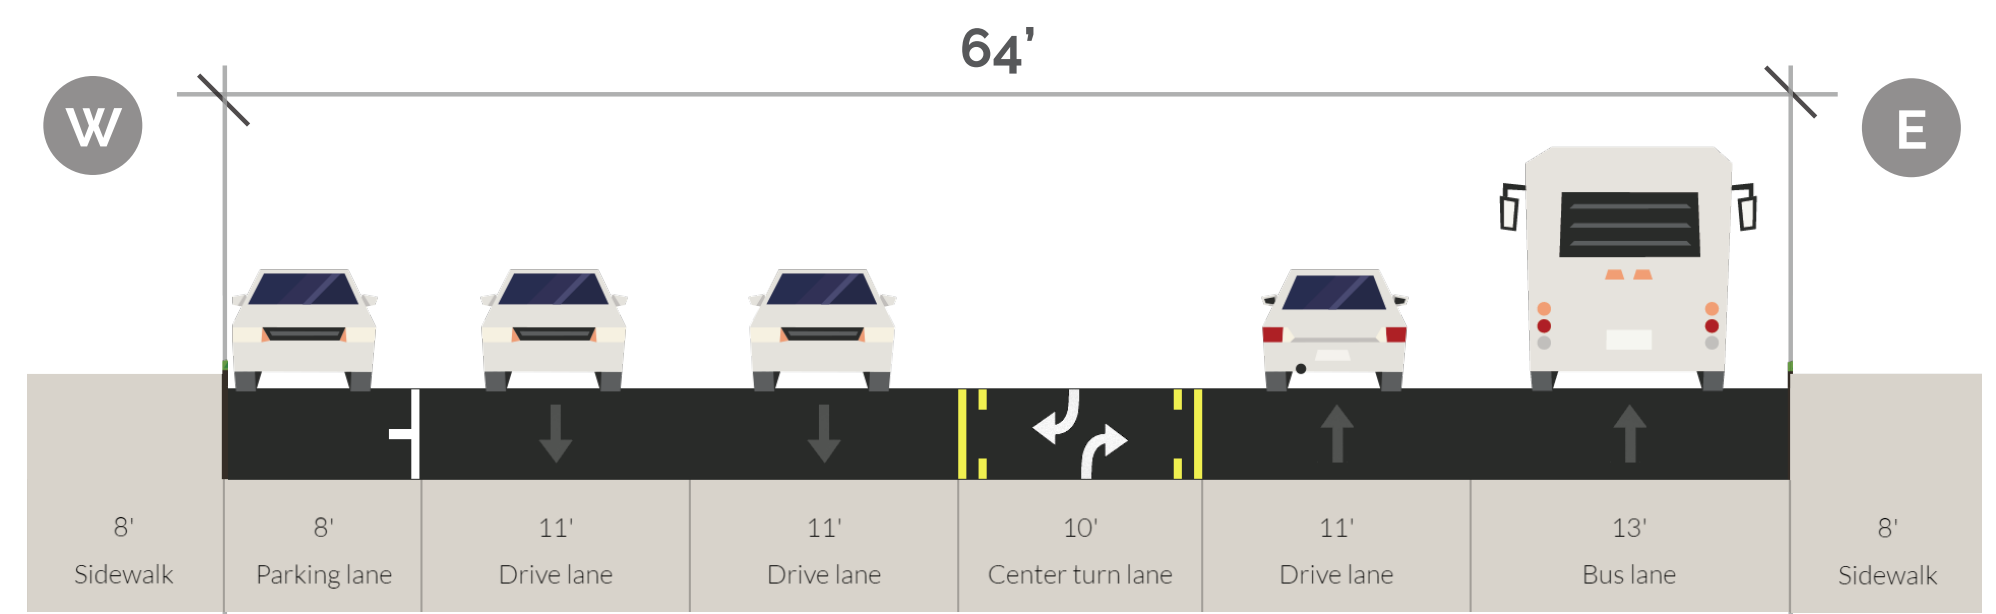 64’
W
E
8'
Sidewalk
8'
Parking lane
11'
Drive lane
11'
Drive lane
10'
Center turn lane
11'
Drive lane
13'
Bus lane
8'
Sidewalk